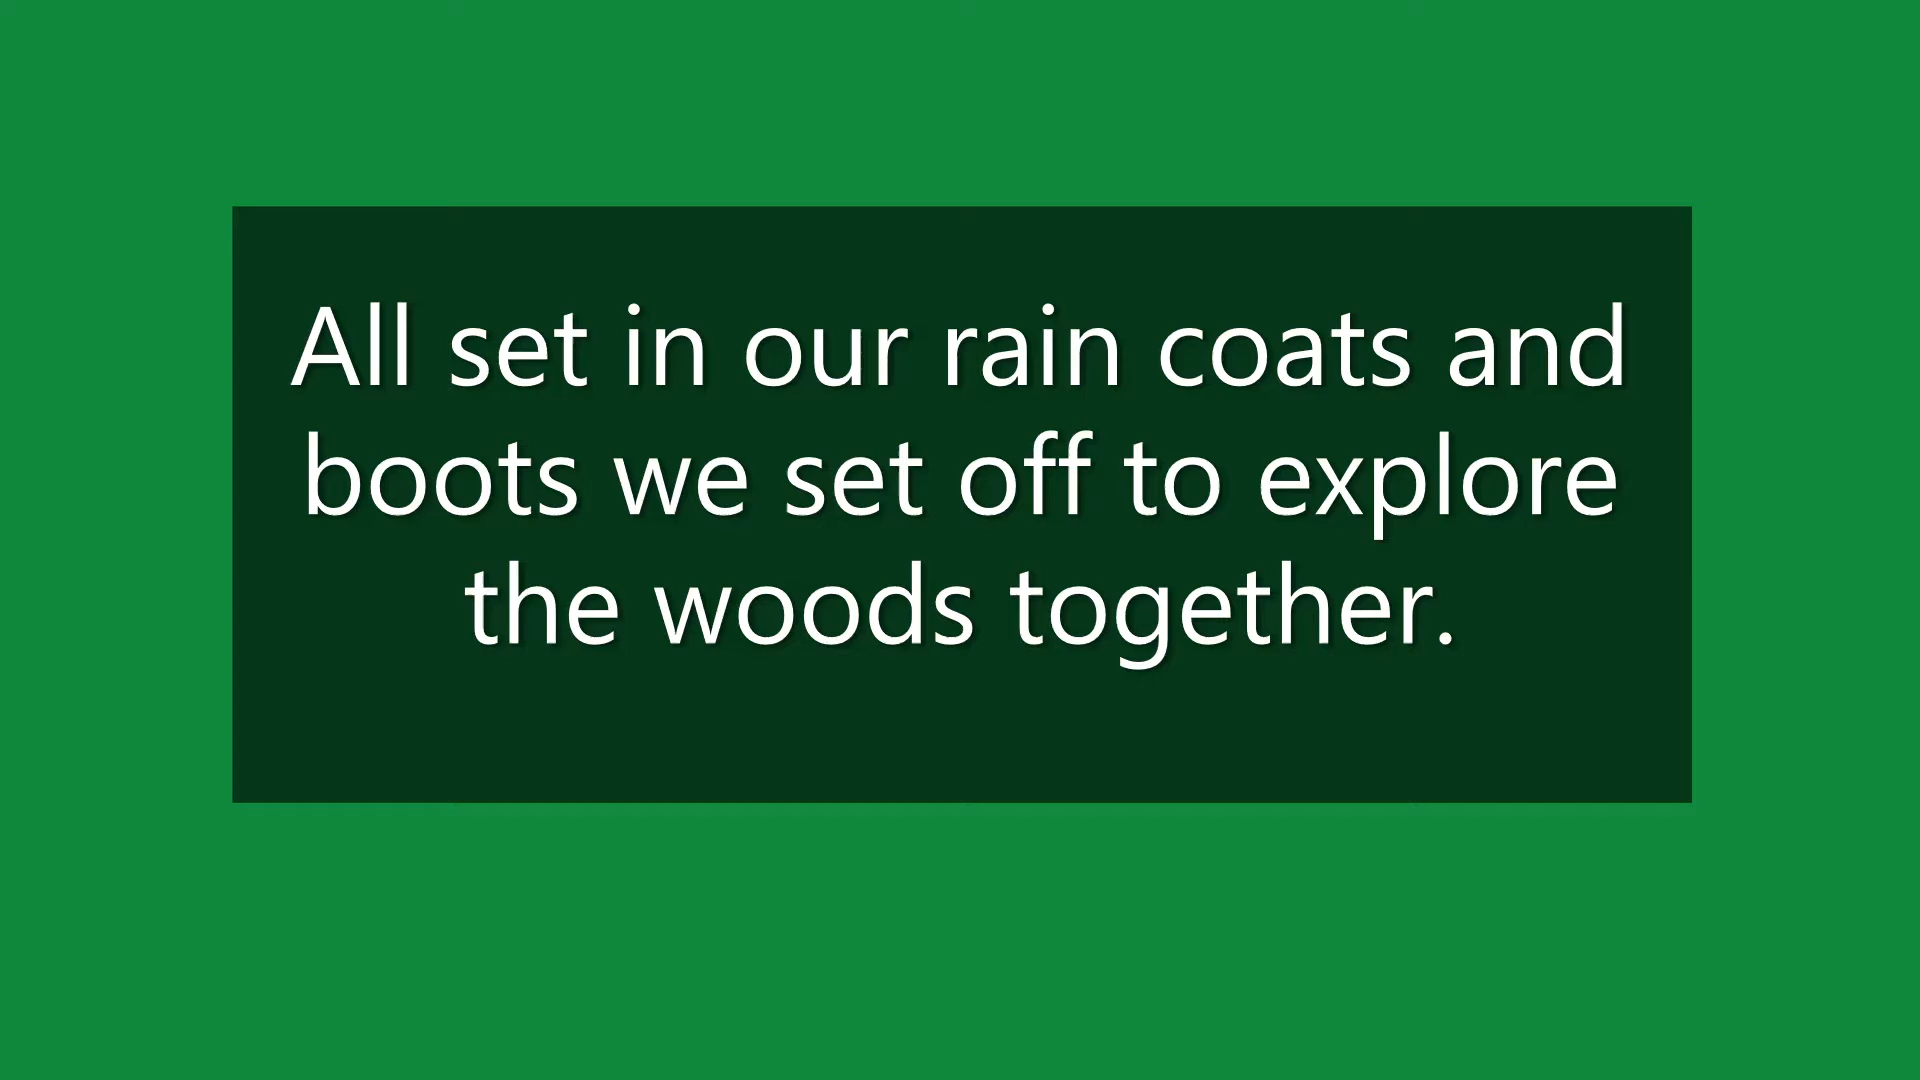 All set in our rain coats and
boots we set off to explore
the woods together.